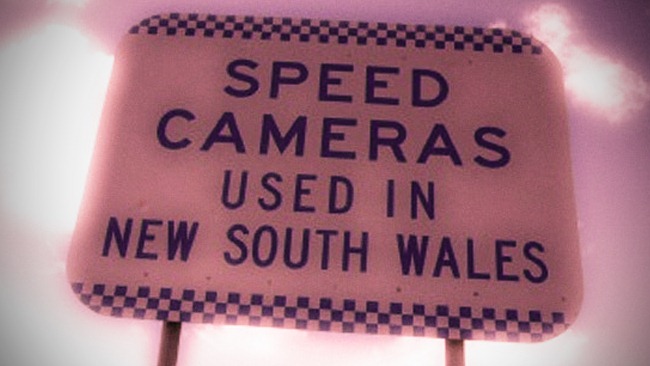 SPEED
CAMERAS
USED IN
NEW SOUTH WALES